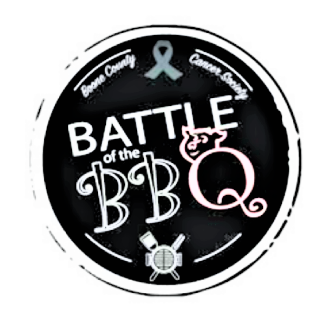 Boone County
Cancer Society
BATTLE
of the
BBQ